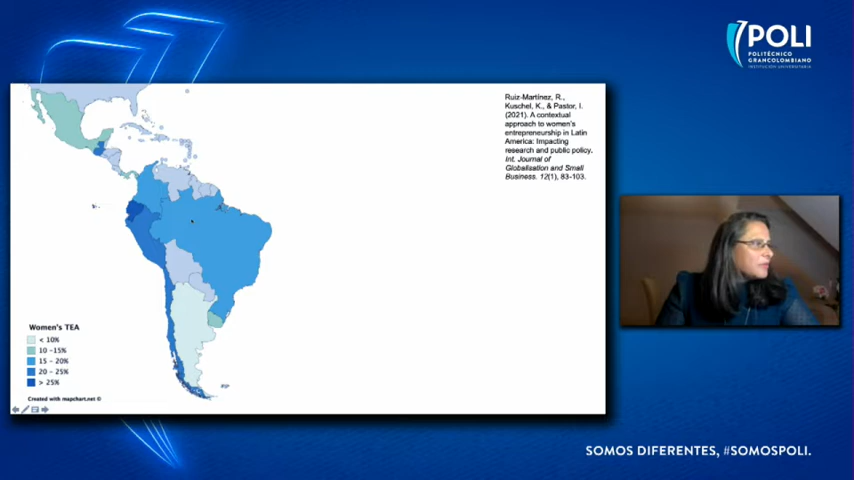 POLI
POLITÉCNICO
GRANCOLOMBIANO
INSTITUCIÓN UNIVERSITARIA
Ruiz-Martínez, R.,
Kuschel, K., & Pastor, I.
(2021). A contextual
approach to women's
entrepreneurship in Latin
America: Impacting
research and public policy.
Int. Journal of
Globalisation and Small
Business. 12(1), 83-103.
Women's TEA
< 10%
10 -15%
15 - 20%
20 - 25%
> 25%
Created with mapchart.net ©
SOMOS DIFERENTES, #SOMOSPOLI.